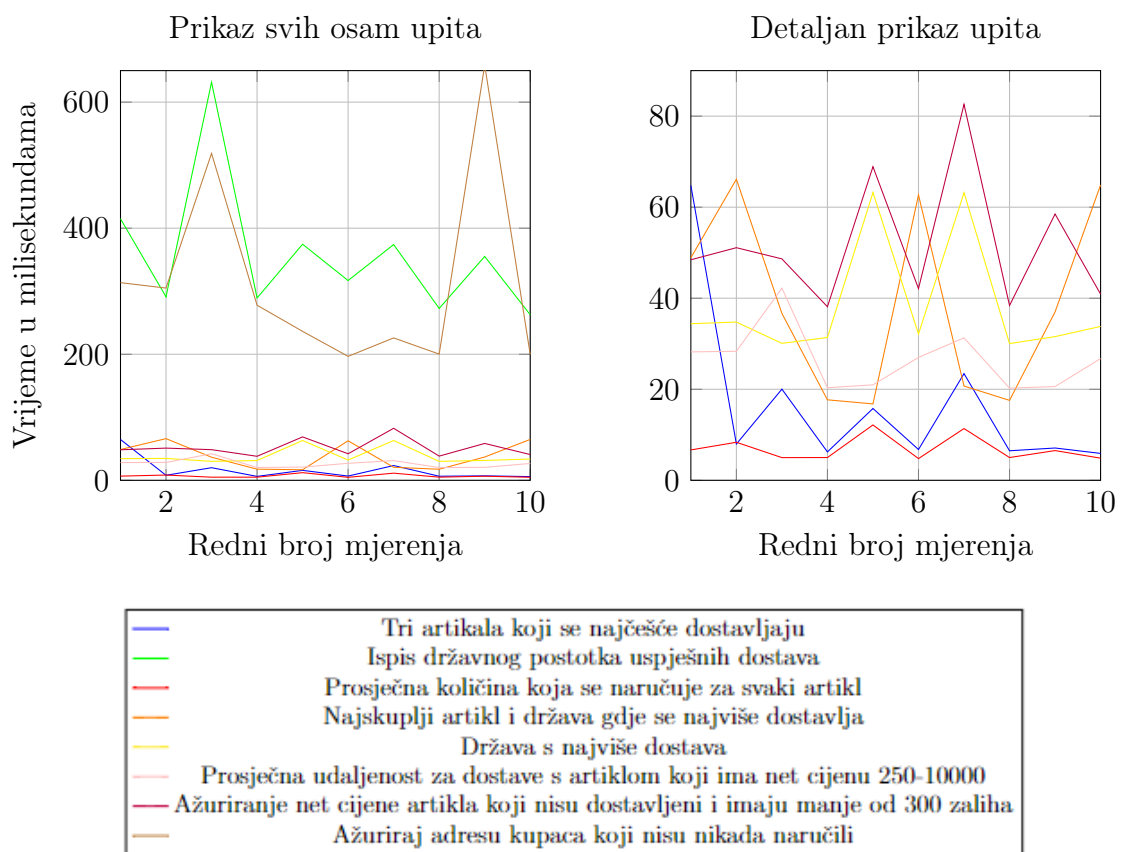 Prikaz svih osam upita
Detaljan prikaz upita
Vrijeme u milisekundama
600
400
200
0
2
4
6
8
10
Redni broj mjerenja
80
60
40
20
0
2
4
6
8
10
Redni broj mjerenja
Tri artikala koji se najčešće dostavljaju
Ispis državnog postotka uspješnih dostava
Prosječna količina koja se naručuje za svaki artikl
Najskuplji artikl i država gdje se najviše dostavlja
Država s najviše dostava
Prosječna udaljenost za dostave s artiklom koji ima net cijenu 250-10000
Ažuriranje net cijene artikla koji nisu dostavljeni i imaju manje od 300 zaliha
Ažuriraj adresu kupaca koji nisu nikada naručili